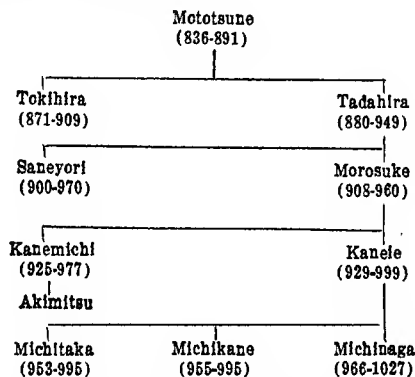 Mototsune
(836-891)
Tokihira Tadahira
(871-909) (880-949)
Saneyori Morosuke
(900-970) (908-960)
Kanemichi Kaneie
(925-977) (929-999)
Akimitsu
Michitaka Michikane Michinaga
(953-995) (955-995) (966-1027)